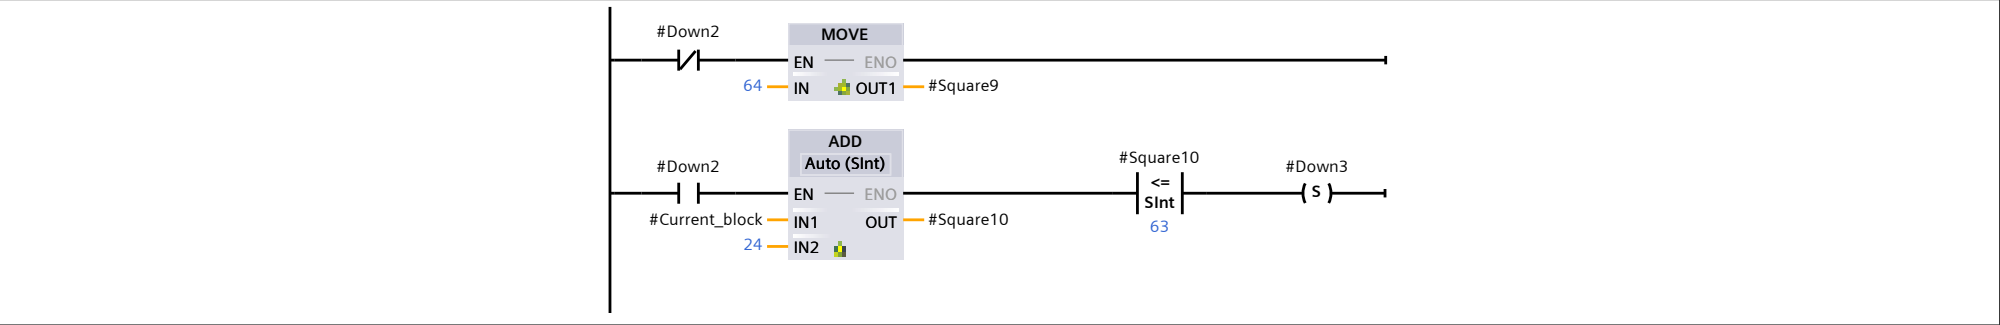 #Down2
MOVE
EN ENO
64 IN OUT1 #Square9
ADD
Auto (SInt)
#Down2
EN ENO
#Current_block IN1 OUT #Square10
24 IN2
#Square10
<=
SInt
63
#Down3
S